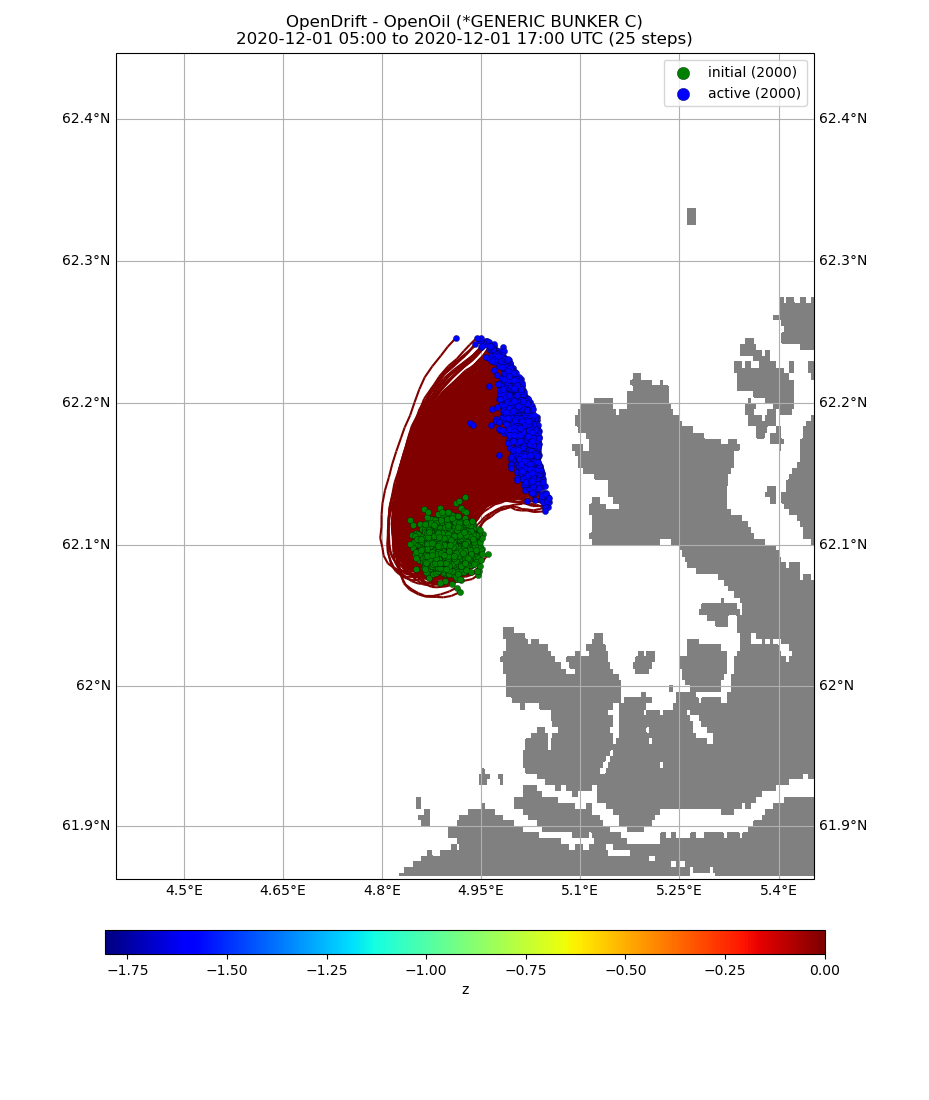 OpenDrift - OpenOil (*GENERIC BUNKER C)
2020-12-01 05:00 to 2020-12-01 17:00 UTC (25 steps)
initial (2000)
active (2000)
62.4°N 62.4°N
62.3°N 62.3°N
62.2°N 62.2°N
62.1°N 62.1°N
62°N 62°N
61.9°N 61.9°N
4.5°E 4.65°E 4.8°E 4.95°E 5.1°E 5.25°E 5.4°E
−1.75 −1.50 −1.25 −1.00 −0.75 −0.50 −0.25 0.00
z